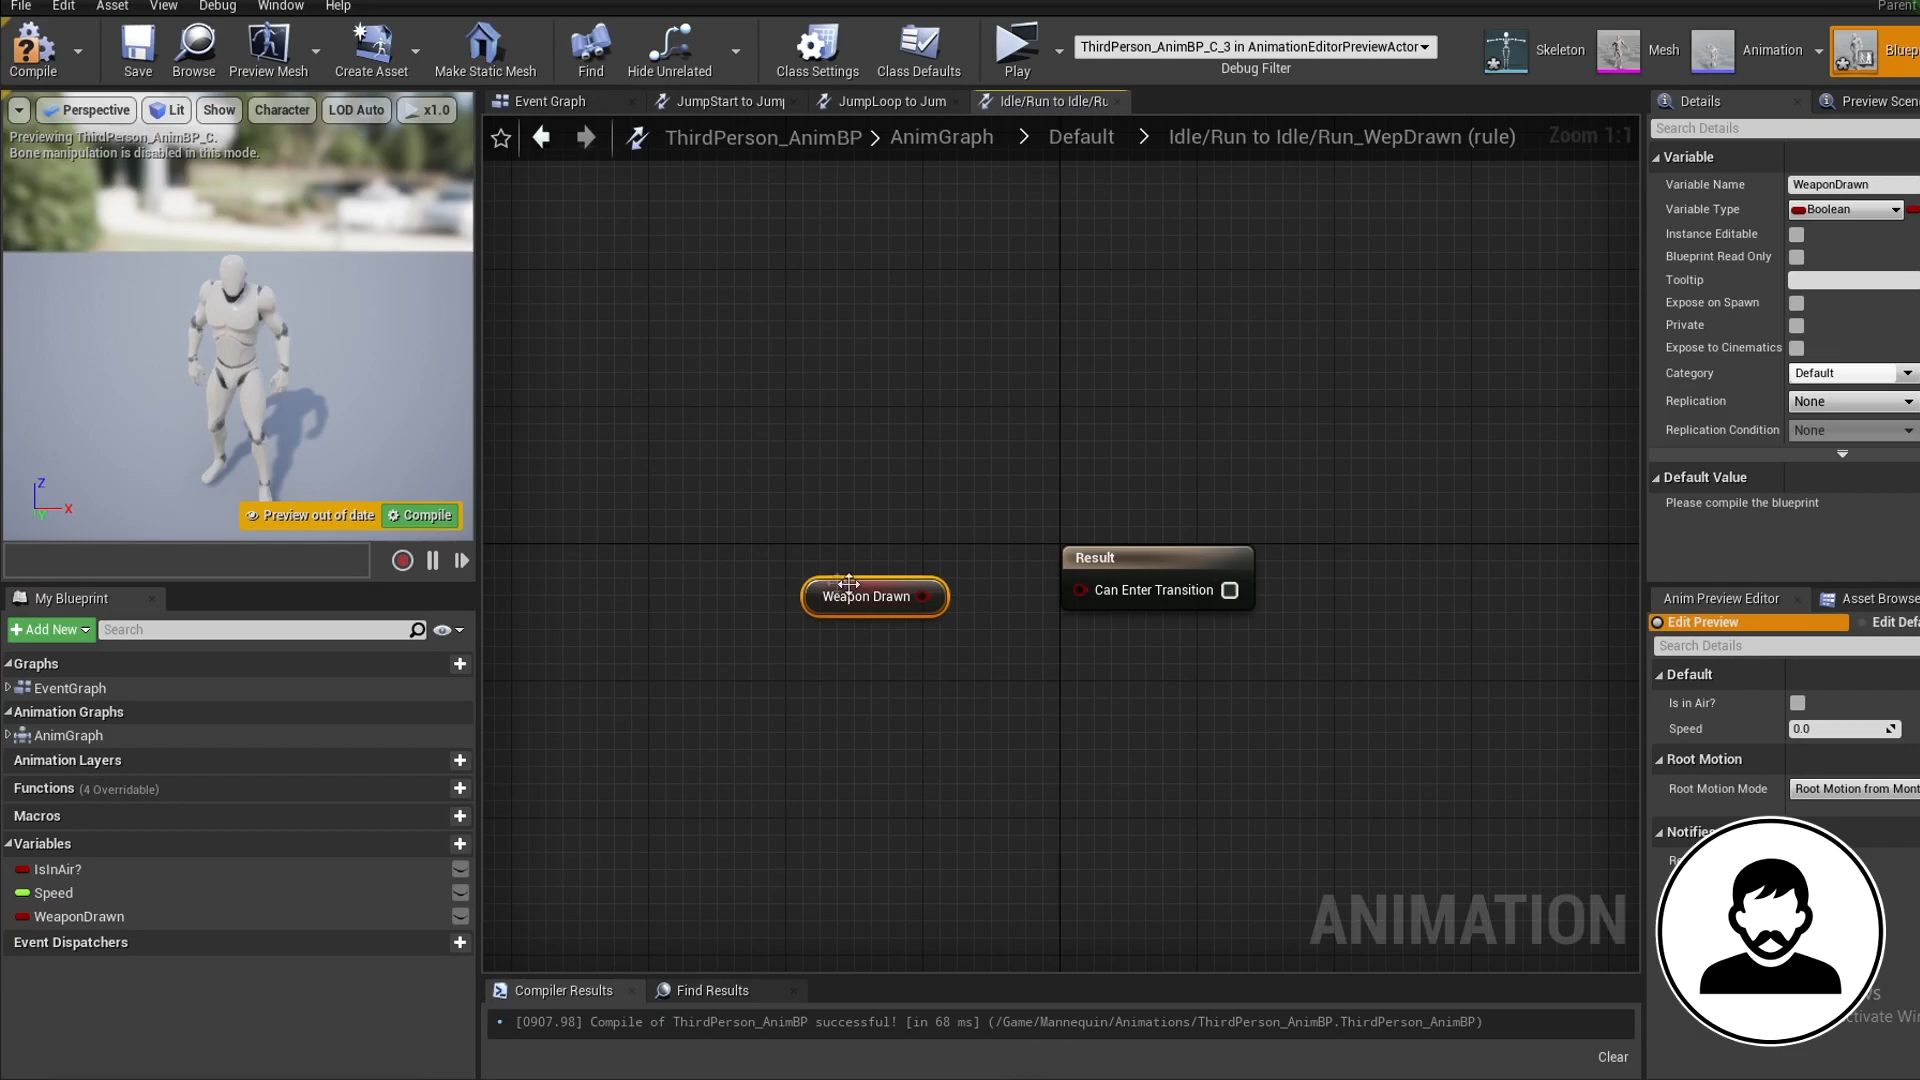 File Edit Asset View Debug Window Help
Parent
Compile Save Browse Preview Mesh Create Asset Make Static Mesh Find Hide Unrelated Class Settings Class Defaults Play
ThirdPerson_AnimBP_C_3 in AnimationEditorPreviewActor
Debug Filter
Skeleton Mesh Animation Bluep
Perspective Lit Show Character LOD Auto x1.0
Previewing ThirdPerson_AnimBP_C.
Bone manipulation is disabled in this mode.
Z
X
Y
Preview out of date Compile
Event Graph JumpStart to Jump JumpLoop to Jum Idle/Run to Idle/Ru
ThirdPerson_AnimBP > AnimGraph > Default > Idle/Run to Idle/Run_WepDrawn (rule) Zoom 1:1
Weapon Drawn
Result
Can Enter Transition
ANIMATION
My Blueprint
Add New Search
Graphs
EventGraph
Animation Graphs
AnimGraph
Animation Layers
Functions (4 Overridable)
Macros
Variables
IsInAir?
Speed
WeaponDrawn
Event Dispatchers
Compiler Results Find Results
[0907.98] Compile of ThirdPerson_AnimBP successful! [in 68 ms] (/Game/Mannequin/Animations/ThirdPerson_AnimBP.ThirdPerson_AnimBP)
Clear
Details Preview Scen
Search Details
Variable
Variable Name WeaponDrawn
Variable Type Boolean
Instance Editable
Blueprint Read Only
Tooltip
Expose on Spawn
Private
Expose to Cinematics
Category Default
Replication None
Replication Condition None
Default Value
Please compile the blueprint
Anim Preview Editor Asset Browse
Edit Preview Edit Defa
Search Details
Default
Is in Air?
Speed 0.0
Root Motion
Root Motion Mode Root Motion from Mont
Notifie